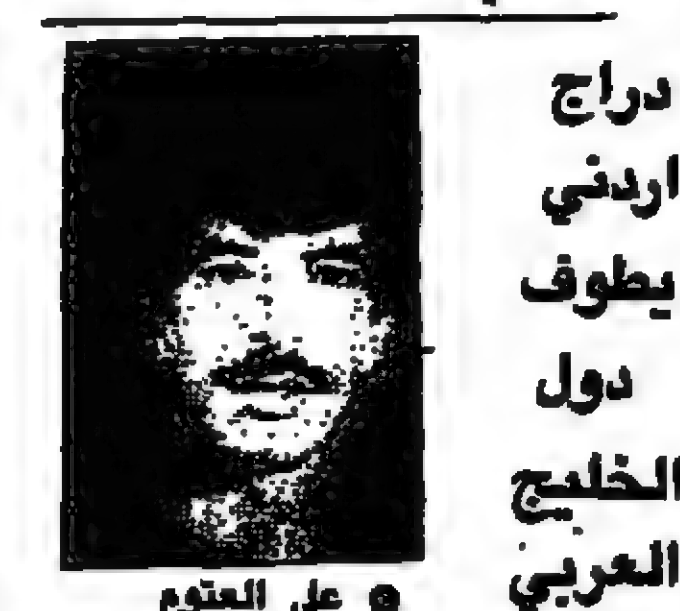 دراج
اردني
يطوف
دول
الخليج
العربي
علي العتوم